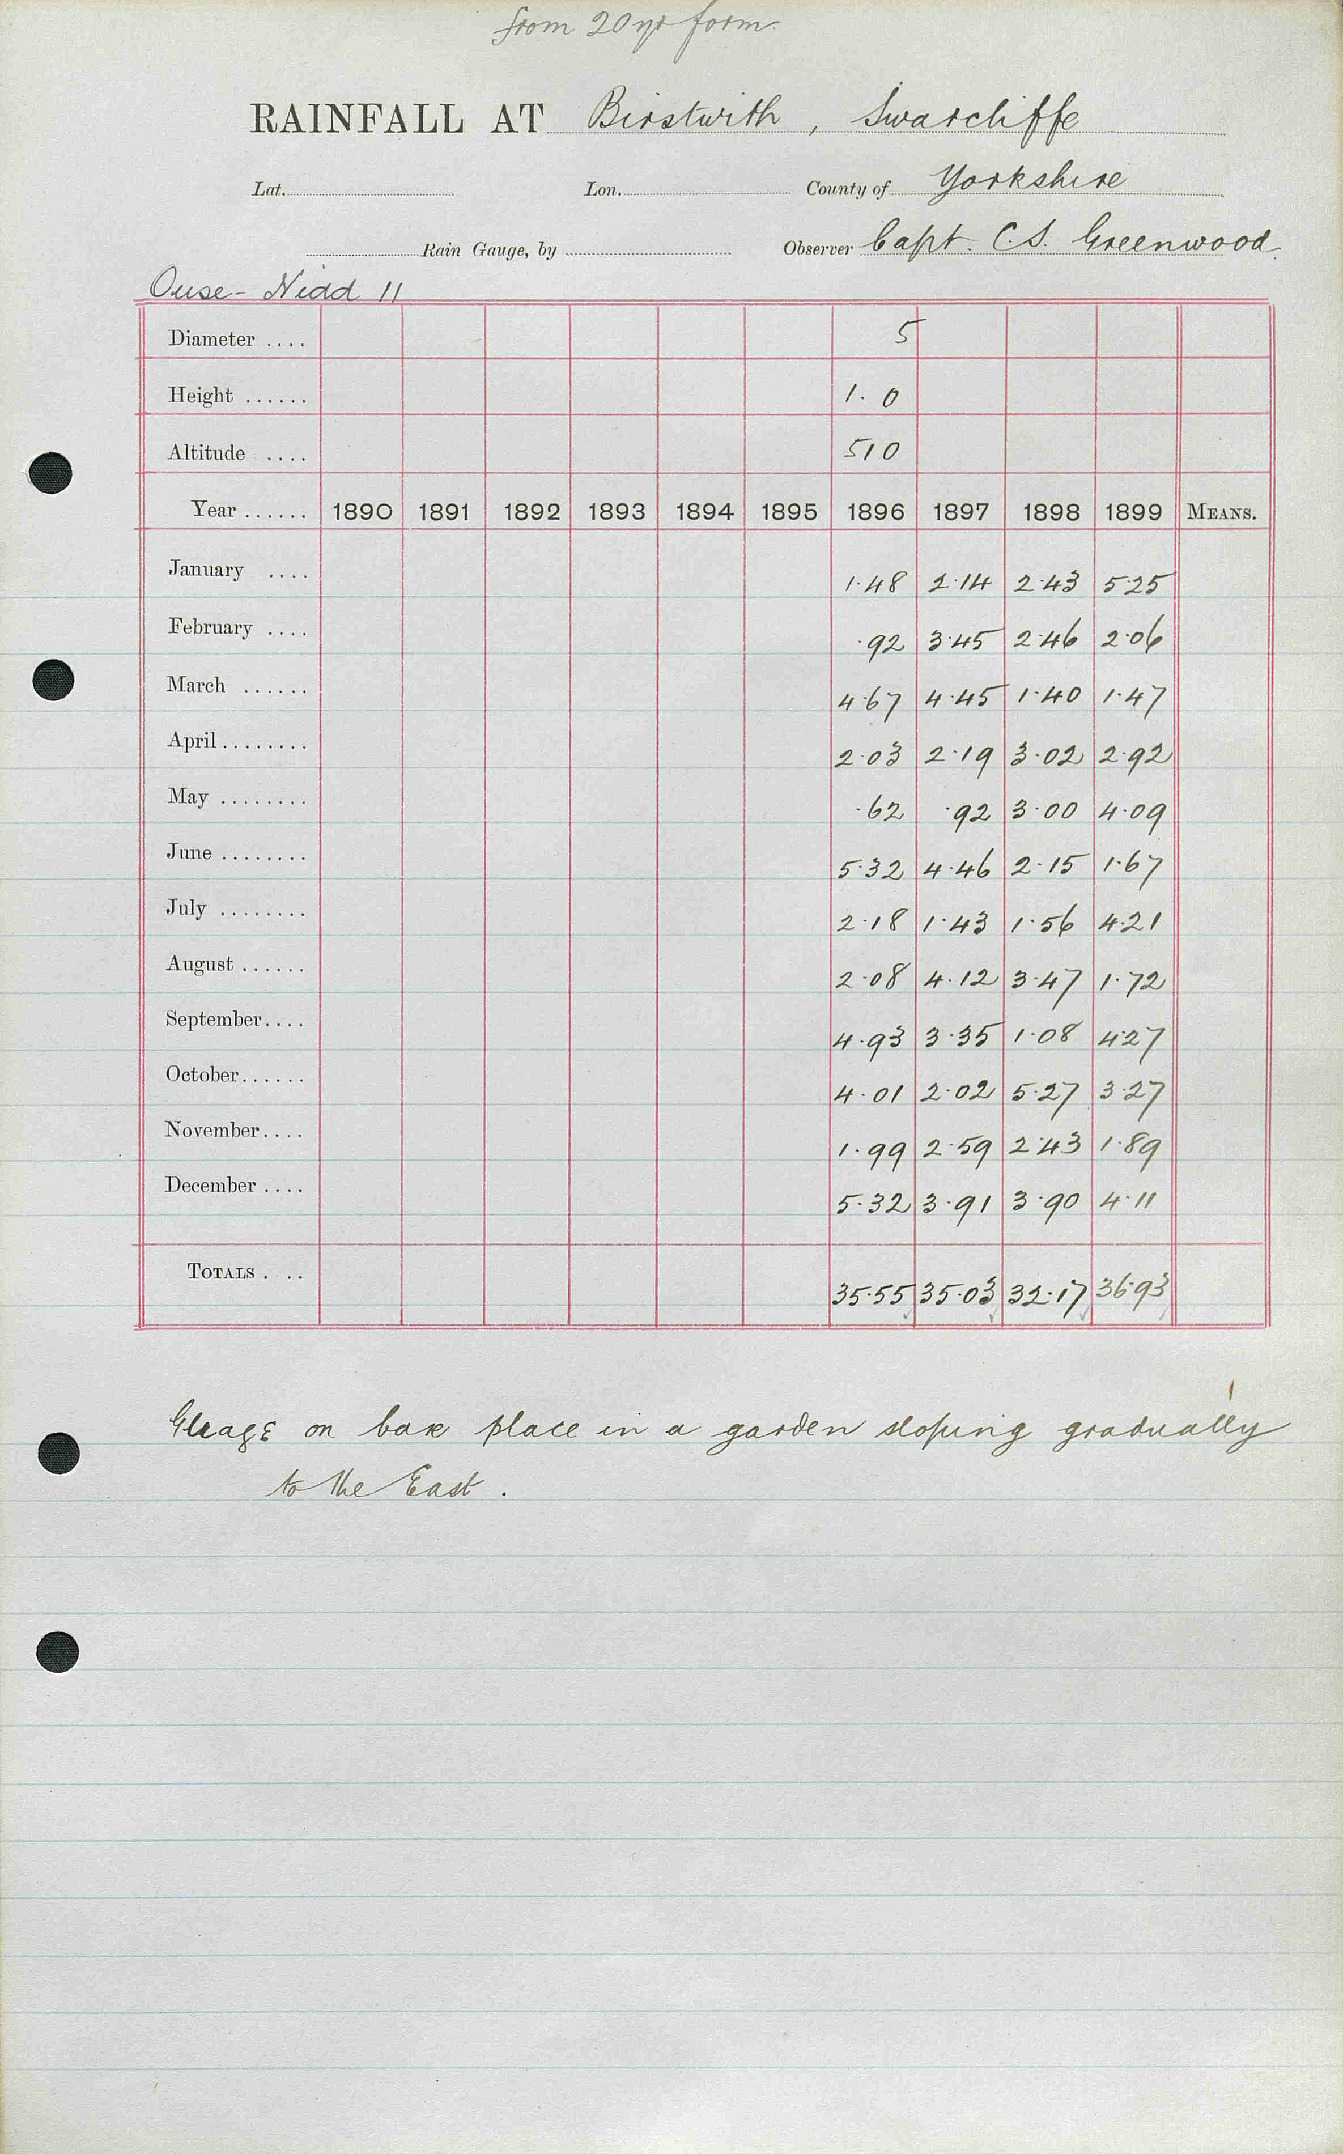 from 20 yr form.
RAINFALL AT Birstwith, Swarcliffe
Lat. Lon. County of Yorkshire
Rain Gauge, by Observer Capt. C.S. Greenwood.
Ouse - Nidd 11
Diameter .... 5
Height ...... 1. 0
Altitude .... 510
Year ...... 1890 1891 1892 1893 1894 1895 1896 1897 1898 1899 MEANS.
January .... 1.48 2.14 2.43 5.25
February .... .92 3.45 2.46 2.06
March ...... 4.67 4.45 1.40 1.47
April........ 2.03 2.19 3.02 2.92
May ........ .62 .92 3.00 4.09
June ........ 5.32 4.46 2.15 1.67
July ........ 2.18 1.43 1.56 4.21
August ...... 2.08 4.12 3.47 1.72
September.... 4.93 3.35 1.08 4.27
October...... 4.01 2.02 5.27 3.27
November.... 1.99 2.59 2.43 1.89
December .... 5.32 3.91 3.90 4.11
TOTALS . .. 35.55 35.03 32.17 36.93
on bare place in a garden sloping gradually
to the East.